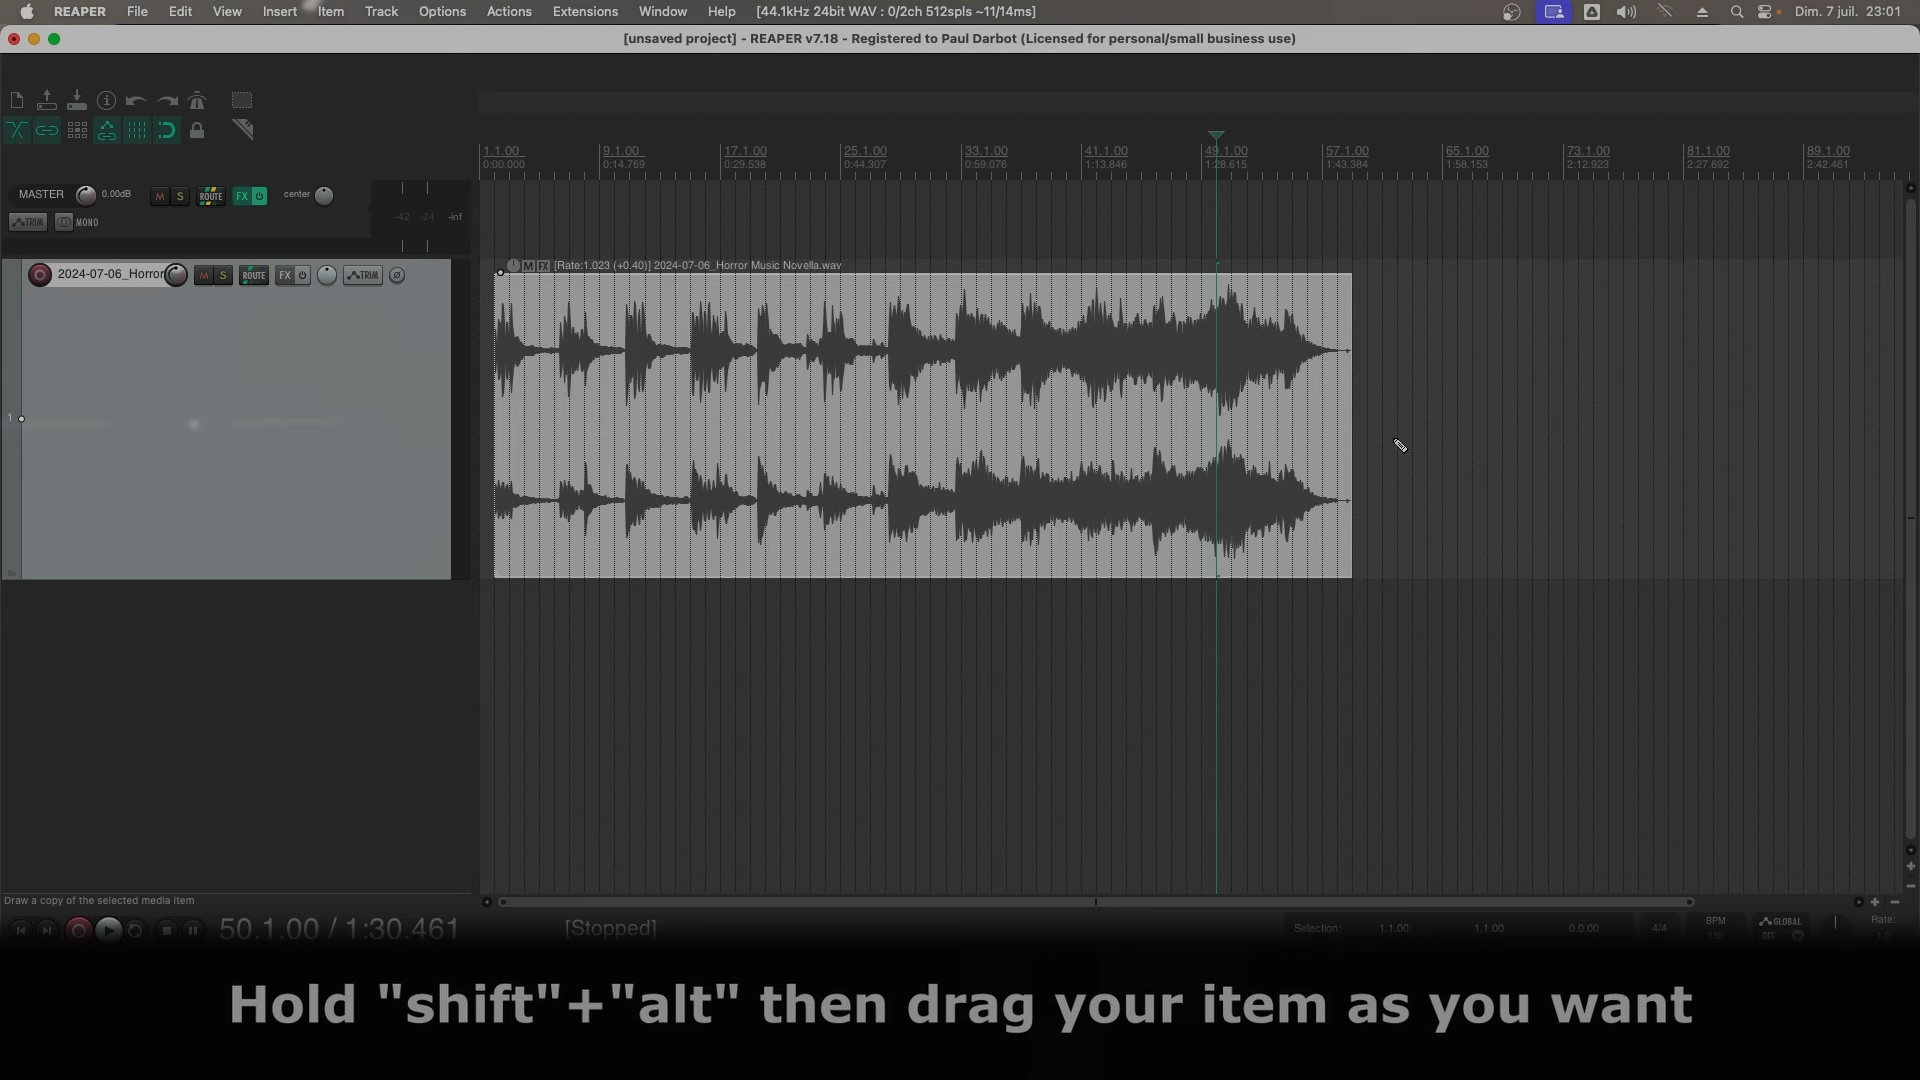 REAPER File Edit View Insert Item Track Options Actions Extensions Window Help [44.1kHz 24bit WAV : 0/2ch 512spls ~11/14ms] Dim. 7 juil. 23:01
[unsaved project] - REAPER v7.18 - Registered to Paul Darbot (Licensed for personal/small business use)
1.1.00 9.1.00 17.1.00 25.1.00 33.1.00 41.1.00 49.1.00 57.1.00 65.1.00 73.1.00 81.1.00 89.1.00
0:00.000 0:14.769 0:29.538 0:44.307 0:59.076 1:13.846 1:28.615 1:43.384 1:58.153 2:12.923 2:27.692 2:42.461
MASTER 0.00dB M S ROUTE FX center
-42 -24 -inf
TRIM MONO
[Rate:1.023 (+0.40)] 2024-07-06_Horror Music Novella.wav
M FX
2024-07-06_Horror M S ROUTE FX TRIM
1
Draw a copy of the selected media item
50.1.00 / 1:30.461 [Stopped] Selection: 1.1.00 1.1.00 0.0.00 4/4 BPM GLOBAL Rate:
130 OFF 1.0
Hold "shift"+"alt" then drag your item as you want